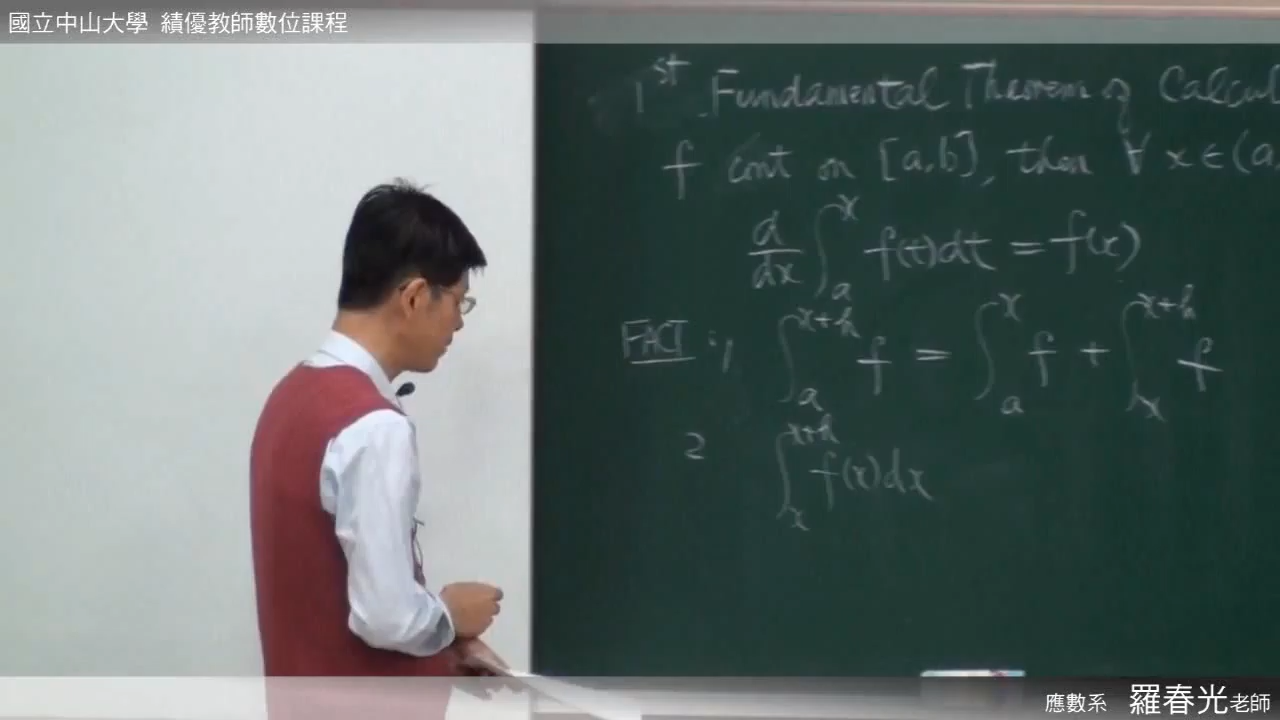 國立中山大學 績優教師數位課程
1st Fundamental Theorem of Calcul
f cont on [a,b], then ∀ x∈(a,
d/dx ∫_a^x f(t)dt = f(x)
FACT : 1, ∫_a^{x+h} f = ∫_a^x f + ∫_x^{x+h} f
2 ∫_x^{x+h} f(x)dx
應數系 羅春光老師